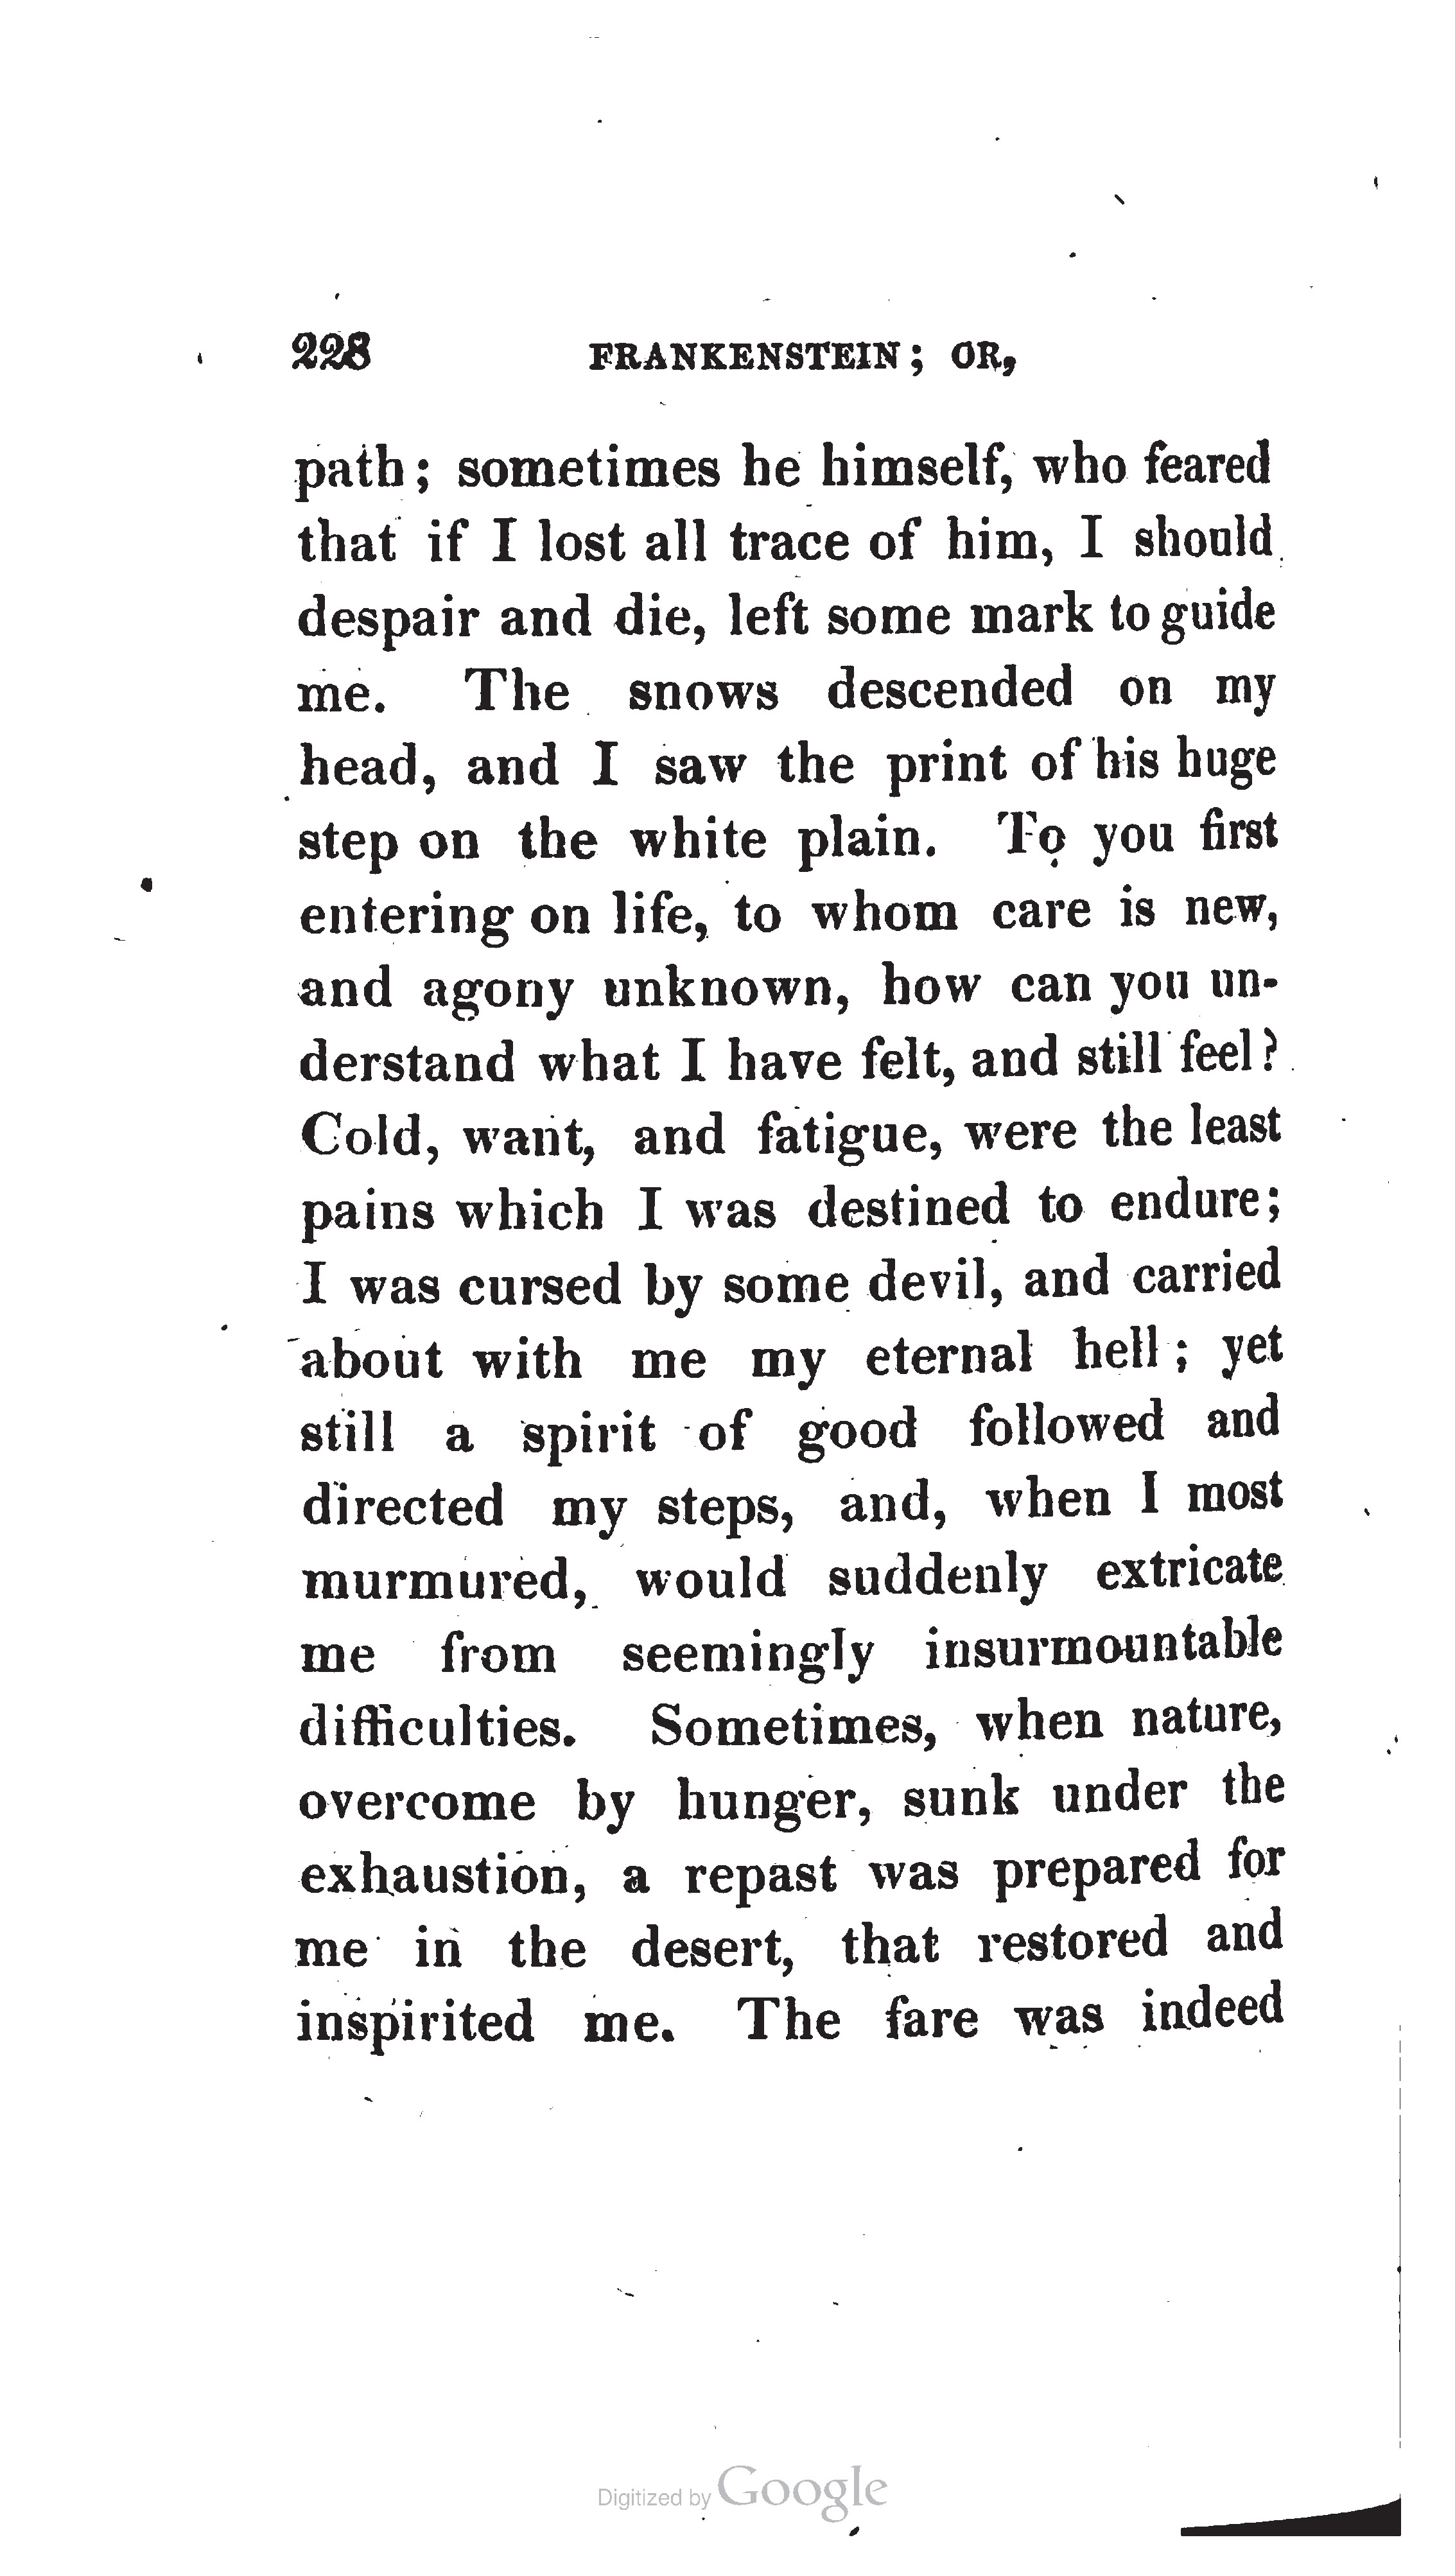 228 FRANKENSTEIN; OR,
path; sometimes he himself, who feared
that if I lost all trace of him, I should
despair and die, left some mark to guide
me. The snows descended on my
head, and I saw the print of his huge
step on the white plain. To you first
entering on life, to whom care is new,
and agony unknown, how can you un-
derstand what I have felt, and still feel?
Cold, want, and fatigue, were the least
pains which I was destined to endure;
I was cursed by some devil, and carried
about with me my eternal hell; yet
still a spirit of good followed and
directed my steps, and, when I most
murmured, would suddenly extricate
me from seemingly insurmountable
difficulties. Sometimes, when nature,
overcome by hunger, sunk under the
exhaustion, a repast was prepared for
me in the desert, that restored and
inspirited me. The fare was indeed
Digitized by Google